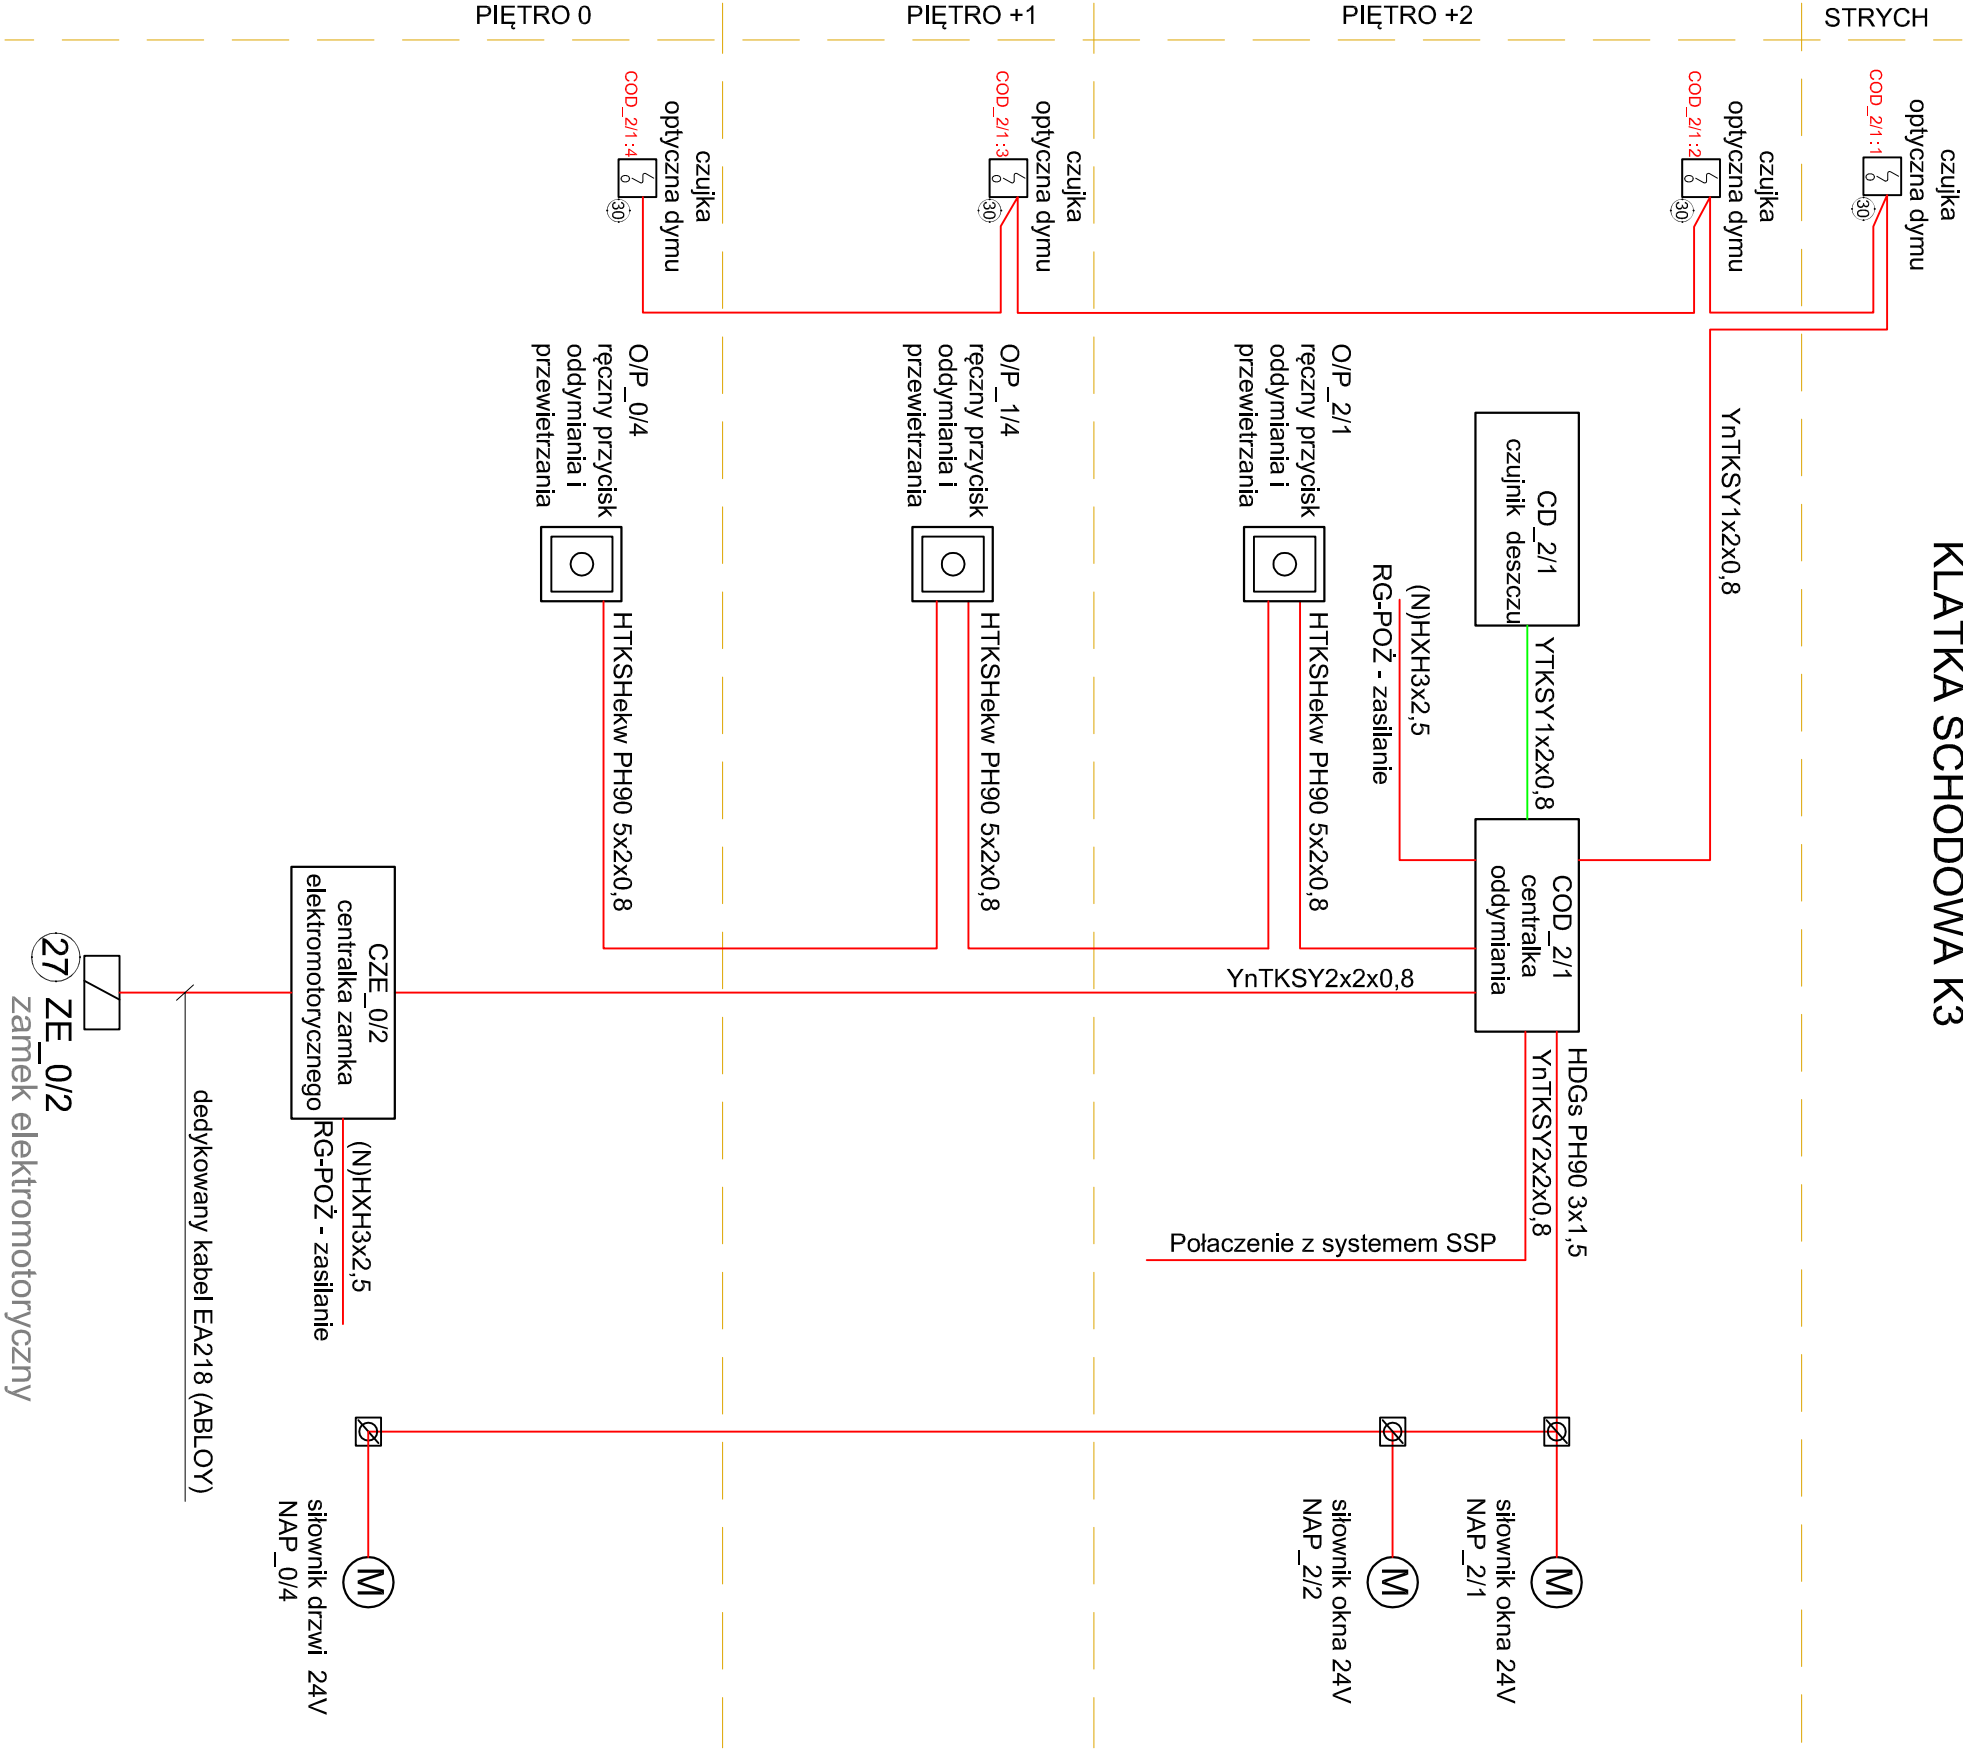 PIĘTRO 0
PIĘTRO +1
PIĘTRO +2
STRYCH
KLATKA SCHODOWA K3
COD_2/1:1
czujka
optyczna dymu
30
COD_2/1:2
czujka
optyczna dymu
30
COD_2/1:3
czujka
optyczna dymu
30
COD_2/1:4
czujka
optyczna dymu
30
YnTKSY1x2x0,8
CD_2/1
czujnik deszczu
YTKSY1x2x0,8
(N)HXH3x2,5
RG-POŻ - zasilanie
O/P_2/1
ręczny przycisk
oddymiania i
przewietrzania
HTKSHekw PH90 5x2x0,8
O/P_1/4
ręczny przycisk
oddymiania i
przewietrzania
HTKSHekw PH90 5x2x0,8
O/P_0/4
ręczny przycisk
oddymiania i
przewietrzania
HTKSHekw PH90 5x2x0,8
COD_2/1
centralka
oddymiania
YnTKSY2x2x0,8
HDGs PH90 3x1,5
YnTKSY2x2x0,8
Połaczenie z systemem SSP
CZE_0/2
centralka zamka
elektromotorycznego
(N)HXH3x2,5
RG-POŻ - zasilanie
dedykowany kabel EA218 (ABLOY)
27 ZE_0/2
zamek elektromotoryczny
M
siłownik okna 24V
NAP_2/1
M
siłownik okna 24V
NAP_2/2
M
siłownik drzwi 24V
NAP_0/4